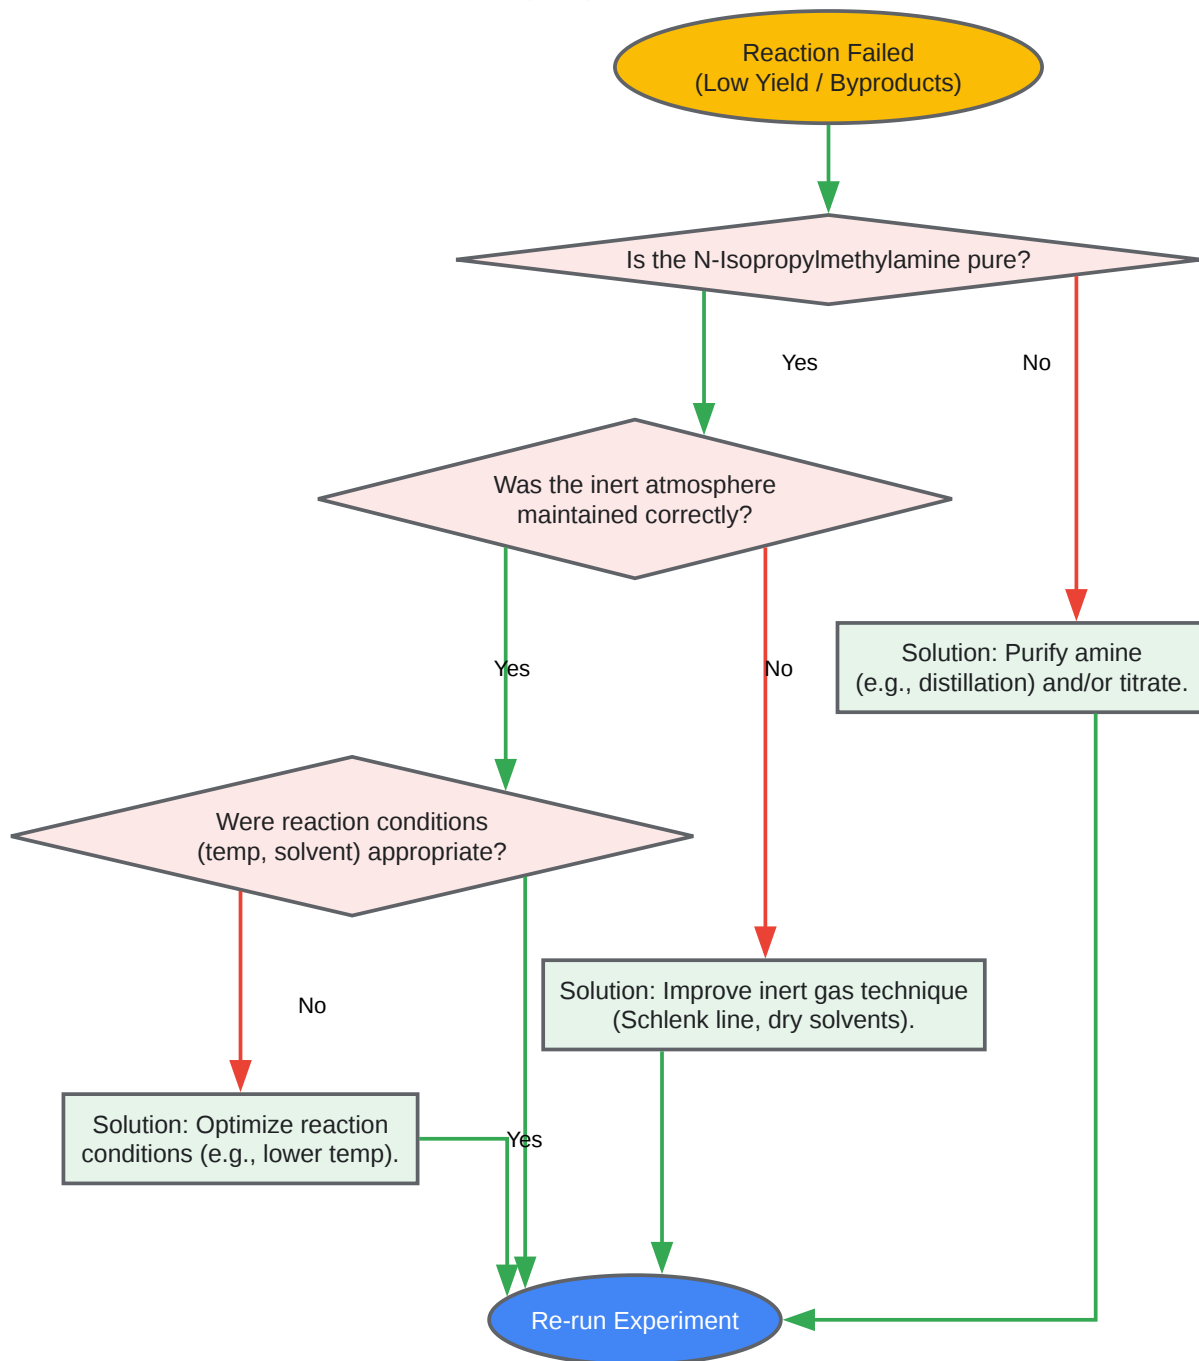 Reaction Failed
(Low Yield / Byproducts)
Is the N-Isopropylmethylamine pure?
Yes
No
Was the inert atmosphere
maintained correctly?
Yes
No
Solution: Purify amine
(e.g., distillation) and/or titrate.
Were reaction conditions
(temp, solvent) appropriate?
No
Solution: Improve inert gas technique
(Schlenk line, dry solvents).
Solution: Optimize reaction
conditions (e.g., lower temp).
Yes
Re-run Experiment